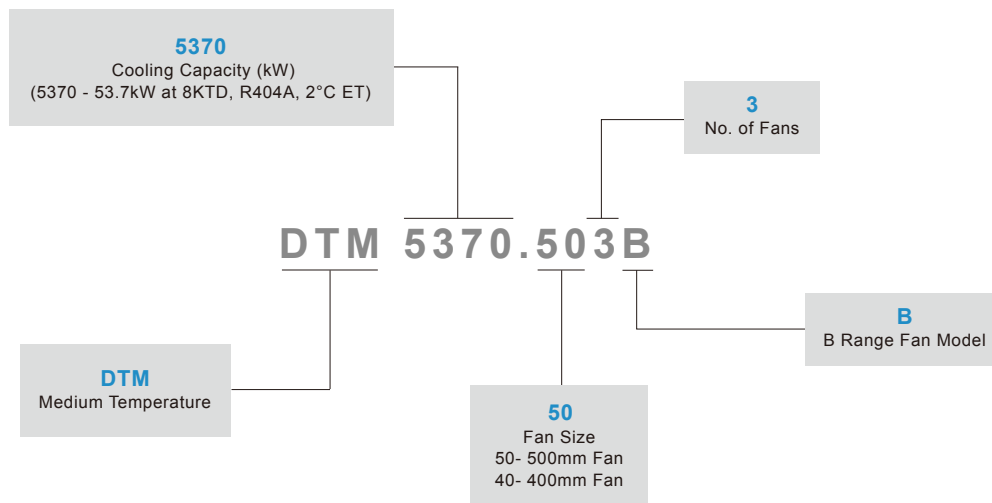 5370
Cooling Capacity (kW)
(5370 - 53.7kW at 8KTD, R404A, 2°C ET)
3
No. of Fans
DTM 5370.503B
B
B Range Fan Model
DTM
Medium Temperature
50
Fan Size
50- 500mm Fan
40- 400mm Fan